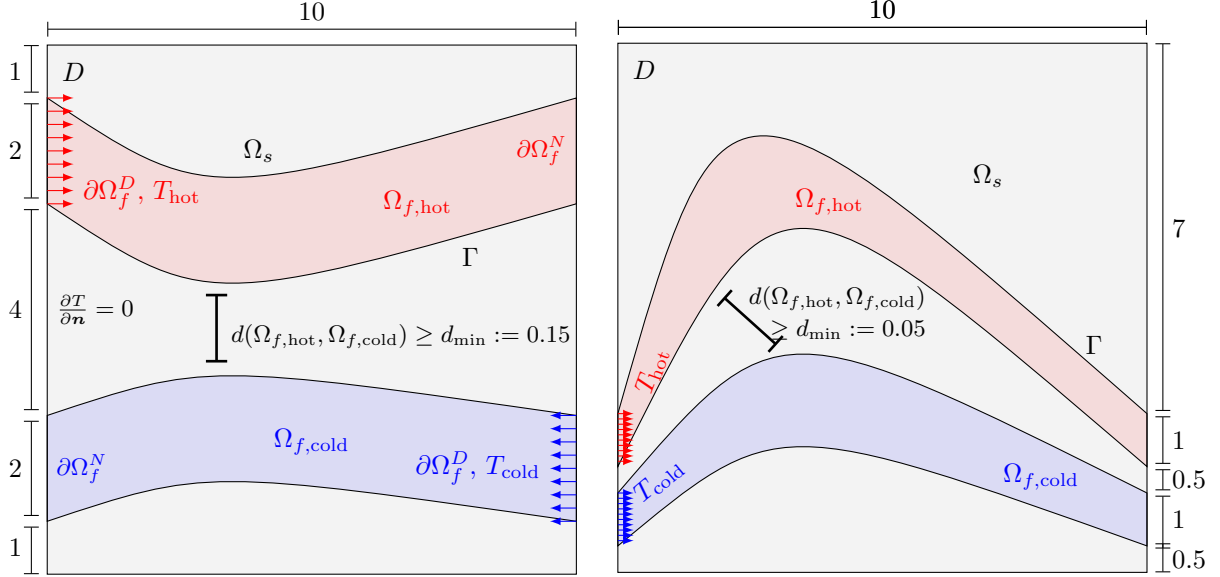 10
1
D
2
Ω_s
∂Ω_f^N
∂Ω_f^D, T_hot
Ω_{f,hot}
Γ
4
∂T/∂n = 0
d(Ω_{f,hot}, Ω_{f,cold}) ≥ d_min := 0.15
2
Ω_{f,cold}
∂Ω_f^N
∂Ω_f^D, T_cold
1
10
D
Ω_s
Ω_{f,hot}
7
d(Ω_{f,hot}, Ω_{f,cold})
≥ d_min := 0.05
Γ
T_hot
1
T_cold
Ω_{f,cold}
0.5
1
0.5